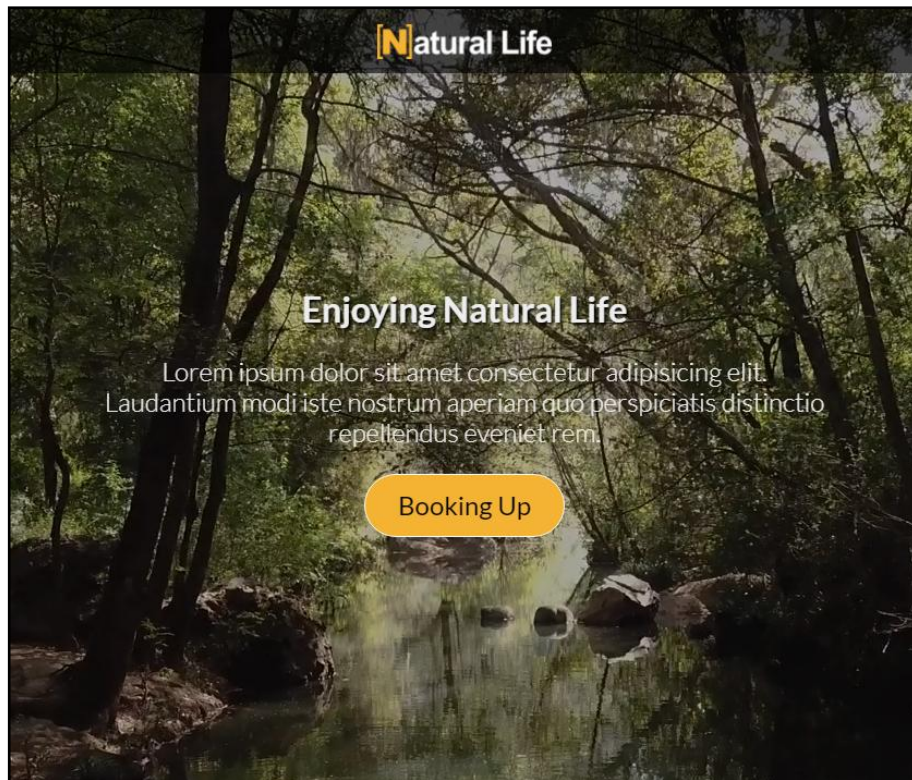 [N]atural Life
Enjoying Natural Life
Lorem ipsum dolor sit amet consectetur adipisicing elit.
Laudantium modi iste nostrum aperiam quo perspiciatis distinctio
repellendus eveniet rem.
Booking Up